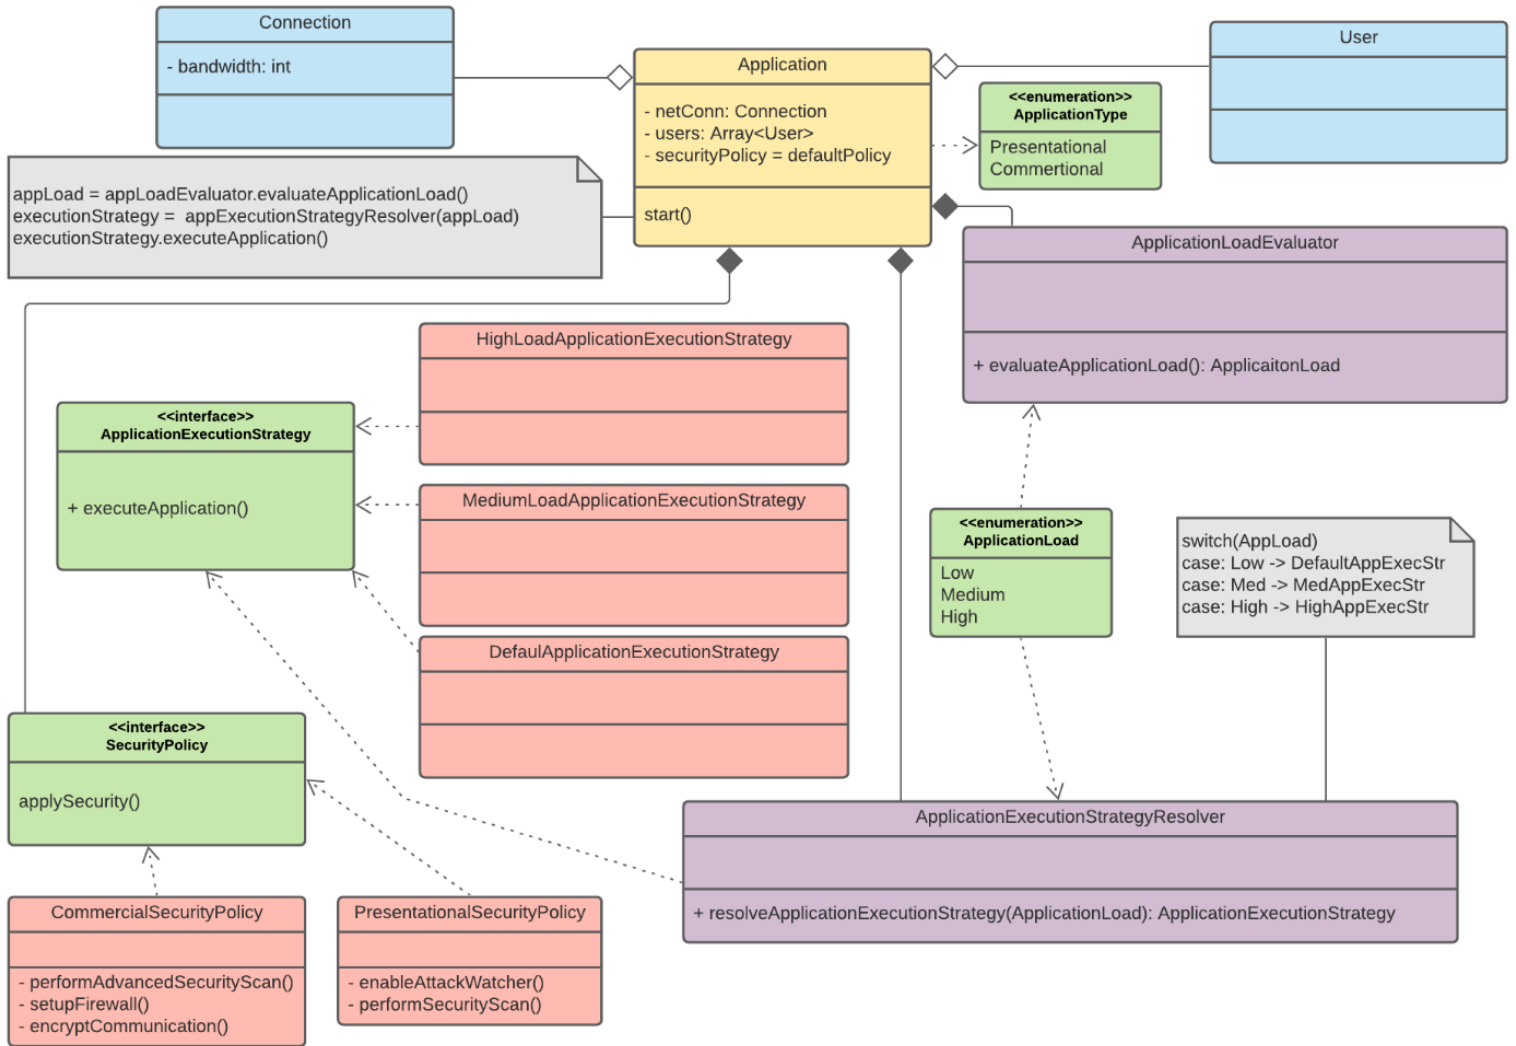 Connection
- bandwidth: int
Application
- netConn: Connection
- users: Array<User>
- securityPolicy = defaultPolicy
start()
User
<<enumeration>>
ApplicationType
Presentational
Commertional
appLoad = appLoadEvaluator.evaluateApplicationLoad()
executionStrategy =  appExecutionStrategyResolver(appLoad)
executionStrategy.executeApplication()
ApplicationLoadEvaluator
+ evaluateApplicationLoad(): ApplicaitonLoad
HighLoadApplicationExecutionStrategy
<<interface>>
ApplicationExecutionStrategy
+ executeApplication()
MediumLoadApplicationExecutionStrategy
<<enumeration>>
ApplicationLoad
Low
Medium
High
switch(AppLoad)
case: Low -> DefaultAppExecStr
case: Med -> MedAppExecStr
case: High -> HighAppExecStr
DefaulApplicationExecutionStrategy
<<interface>>
SecurityPolicy
applySecurity()
ApplicationExecutionStrategyResolver
+ resolveApplicationExecutionStrategy(ApplicationLoad): ApplicationExecutionStrategy
CommercialSecurityPolicy
- performAdvancedSecurityScan()
- setupFirewall()
- encryptCommunication()
PresentationalSecurityPolicy
- enableAttackWatcher()
- performSecurityScan()